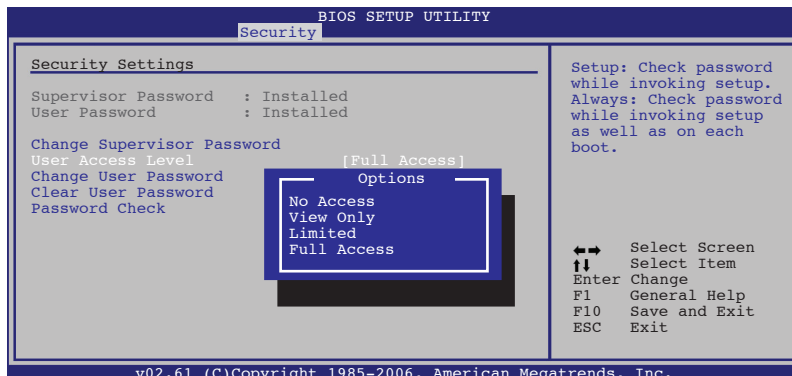 BIOS SETUP UTILITY
Security
Security Settings
Supervisor Password : Installed
User Password : Installed
Change Supervisor Password
User Access Level [Full Access]
Change User Password
Clear User Password
Password Check
Options
No Access
View Only
Limited
Full Access
Setup: Check password
while invoking setup.
Always: Check password
while invoking setup
as well as on each
boot.
←→ Select Screen
↑↓ Select Item
Enter Change
F1 General Help
F10 Save and Exit
ESC Exit
v02.61 (C)Copyright 1985-2006, American Megatrends, Inc.